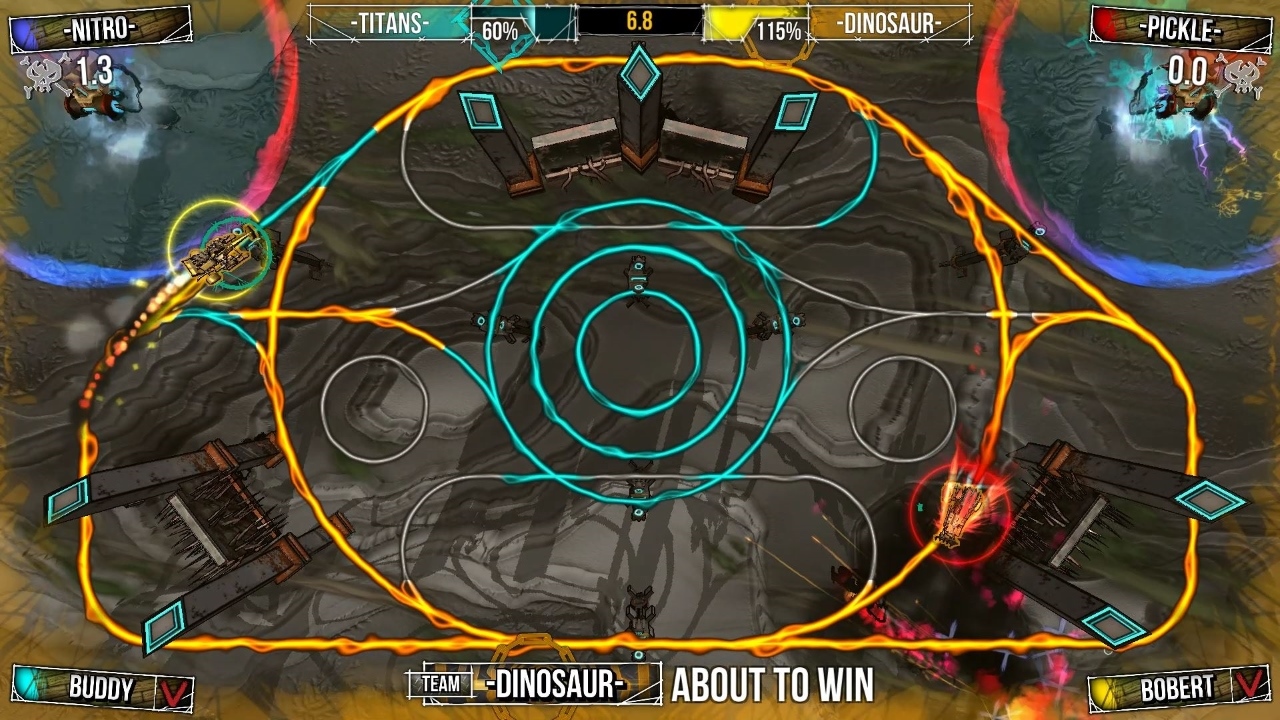 -NITRO-
1.3
-TITANS-
60%
6.8
115%
-DINOSAUR-
-PICKLE-
0.0
BUDDY
TEAM -DINOSAUR- ABOUT TO WIN
BOBERT